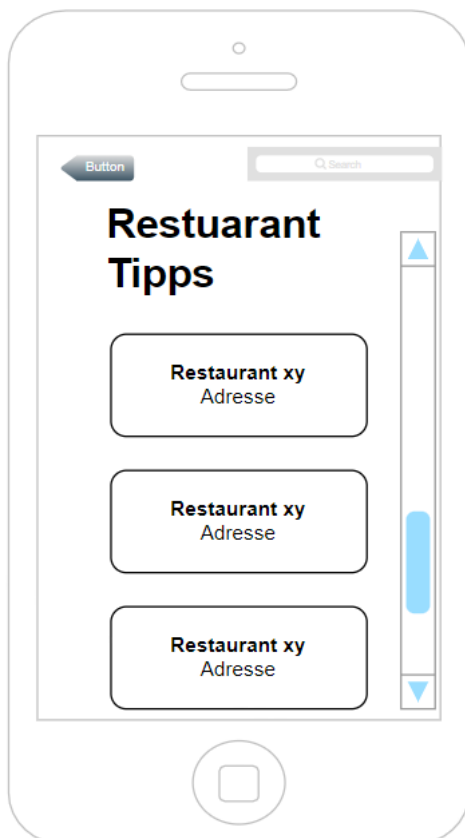 Button
Search
Restuarant
Tipps
Restaurant xy
Adresse
Restaurant xy
Adresse
Restaurant xy
Adresse